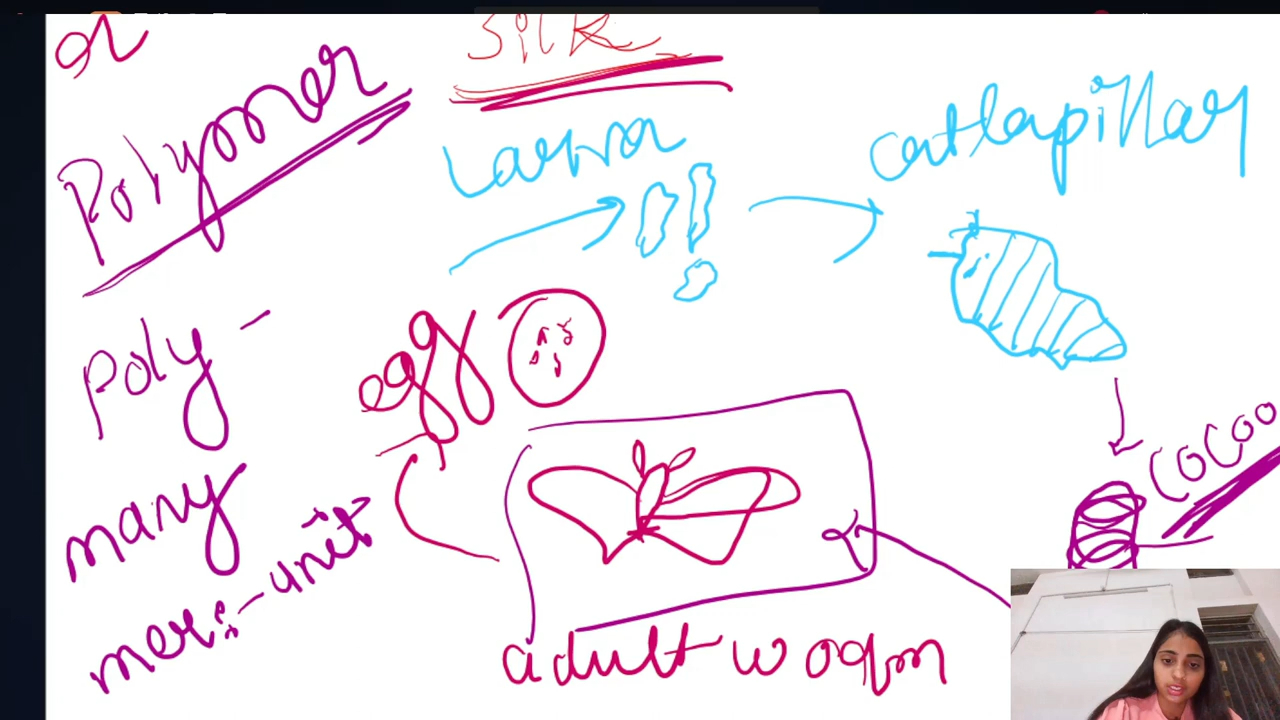 Silk
Polymer
Larva
catlapillar
egg
Poly -
many
mer:- unit
COCOO
adult worm